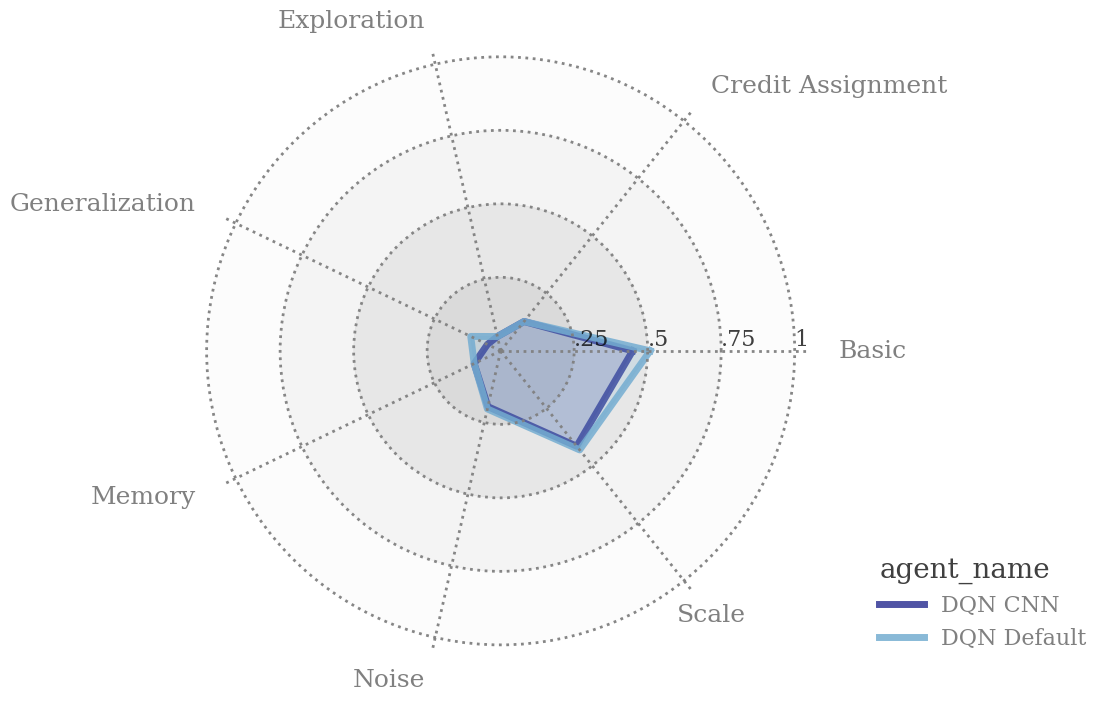 Exploration
Credit Assignment
Generalization
.25
.5
.75
1
Basic
Memory
Scale
Noise
agent_name
DQN CNN
DQN Default